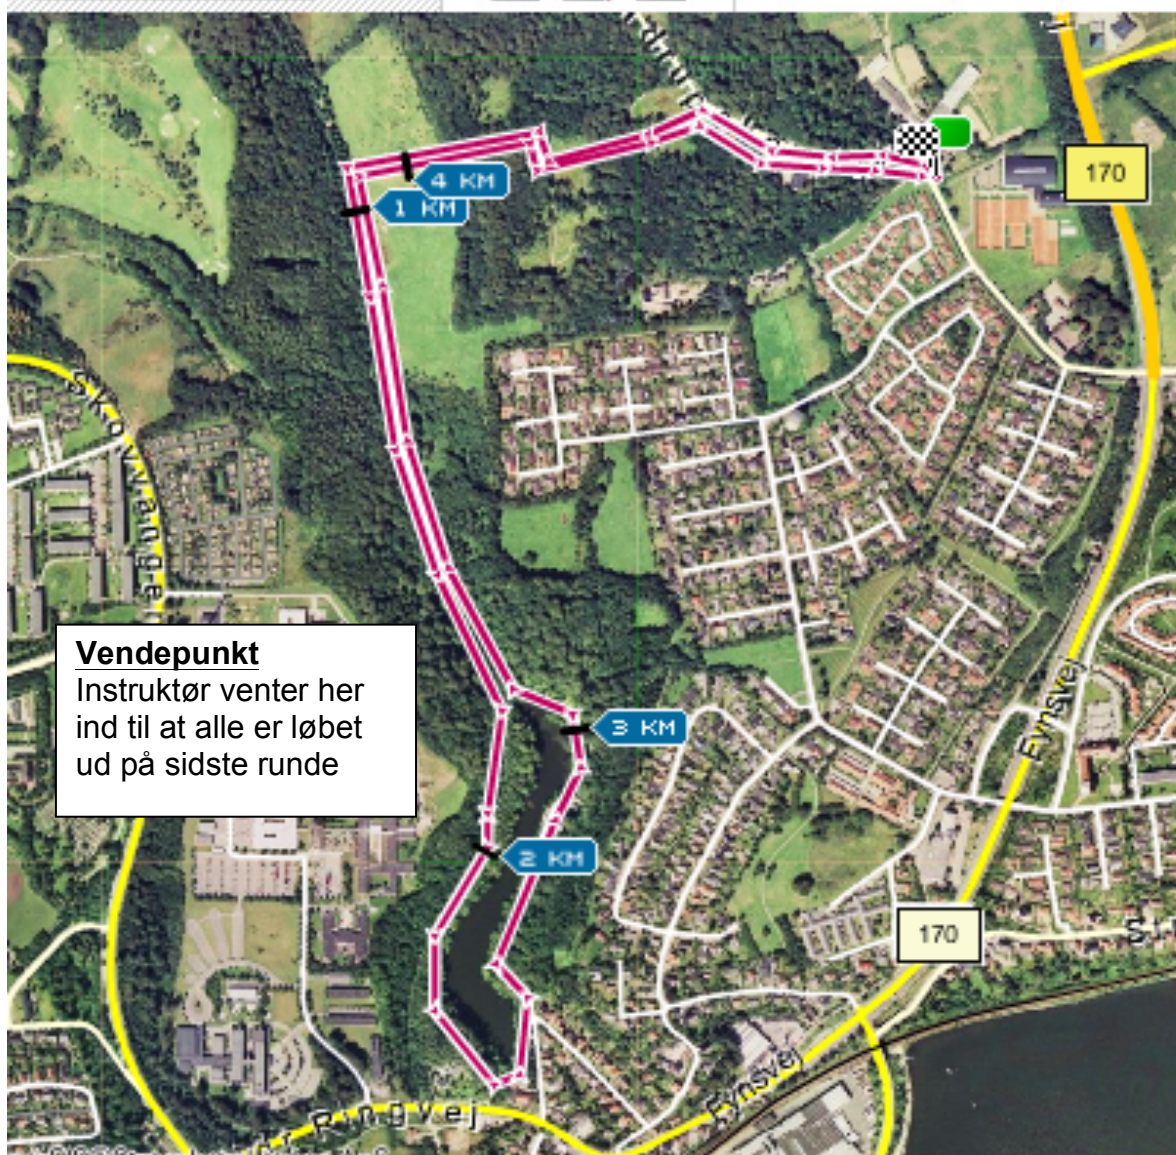 170
4 KM
1 KM
Skovvangen
Vendepunkt
Instruktør venter her
ind til at alle er løbet
ud på sidste runde
3 KM
Fynsvej
2 KM
170
Fynsvej
Ringvej